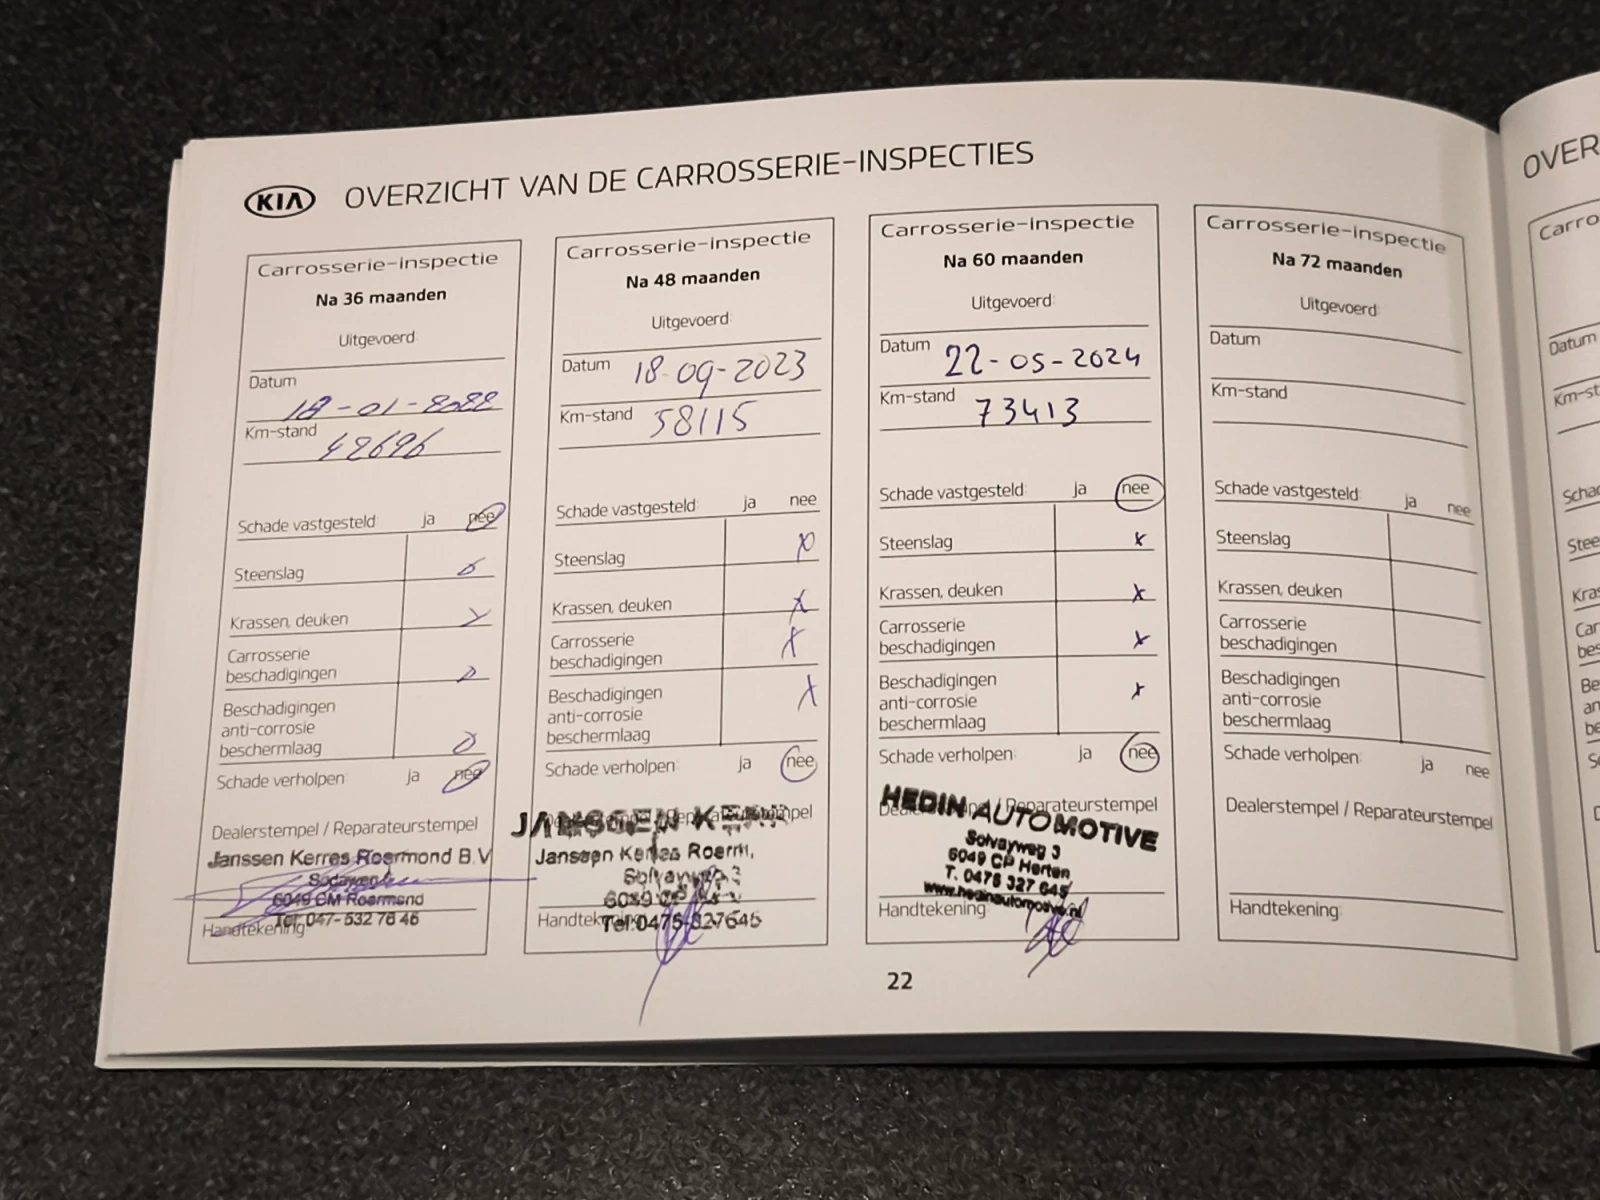 KIA OVERZICHT VAN DE CARROSSERIE-INSPECTIES
Carrosserie-inspectie
Na 36 maanden
Uitgevoerd:
Datum
18-01-2022
Km-stand
42696
Schade vastgesteld: ja nee
Steenslag
Krassen, deuken
Carrosserie
beschadigingen
Beschadigingen
anti-corrosie
beschermlaag
Schade verholpen: ja nee
Dealerstempel / Reparateurstempel
Janssen Kerres Roermond B.V
6049 CM Roermond
Handtekening:
Carrosserie-inspectie
Na 48 maanden
Uitgevoerd:
Datum 18-09-2023
Km-stand 58115
Schade vastgesteld: ja nee
Steenslag x
Krassen, deuken x
Carrosserie
beschadigingen x
Beschadigingen x
anti-corrosie
beschermlaag
Schade verholpen: ja nee
JANSSEN
Janssen Kerres
Tel:0475-327645
Handtekening:
Carrosserie-inspectie
Na 60 maanden
Uitgevoerd:
Datum 22-05-2024
Km-stand 73413
Schade vastgesteld: ja nee
Steenslag x
Krassen, deuken x
Carrosserie
beschadigingen x
Beschadigingen x
anti-corrosie
beschermlaag
Schade verholpen: ja nee
Dealerstempel / Reparateurstempel
HEDIN AUTOMOTIVE
Solvayweg 3
6049 CP Herten
T. 0475 327 645
www.hedinautomotive.nl
Handtekening:
Carrosserie-inspectie
Na 72 maanden
Uitgevoerd:
Datum
Km-stand
Schade vastgesteld: ja nee
Steenslag
Krassen, deuken
Carrosserie
beschadigingen
Beschadigingen
anti-corrosie
beschermlaag
Schade verholpen: ja nee
Dealerstempel / Reparateurstempel
Handtekening:
22
OVER
Carro
Datum
Km-st